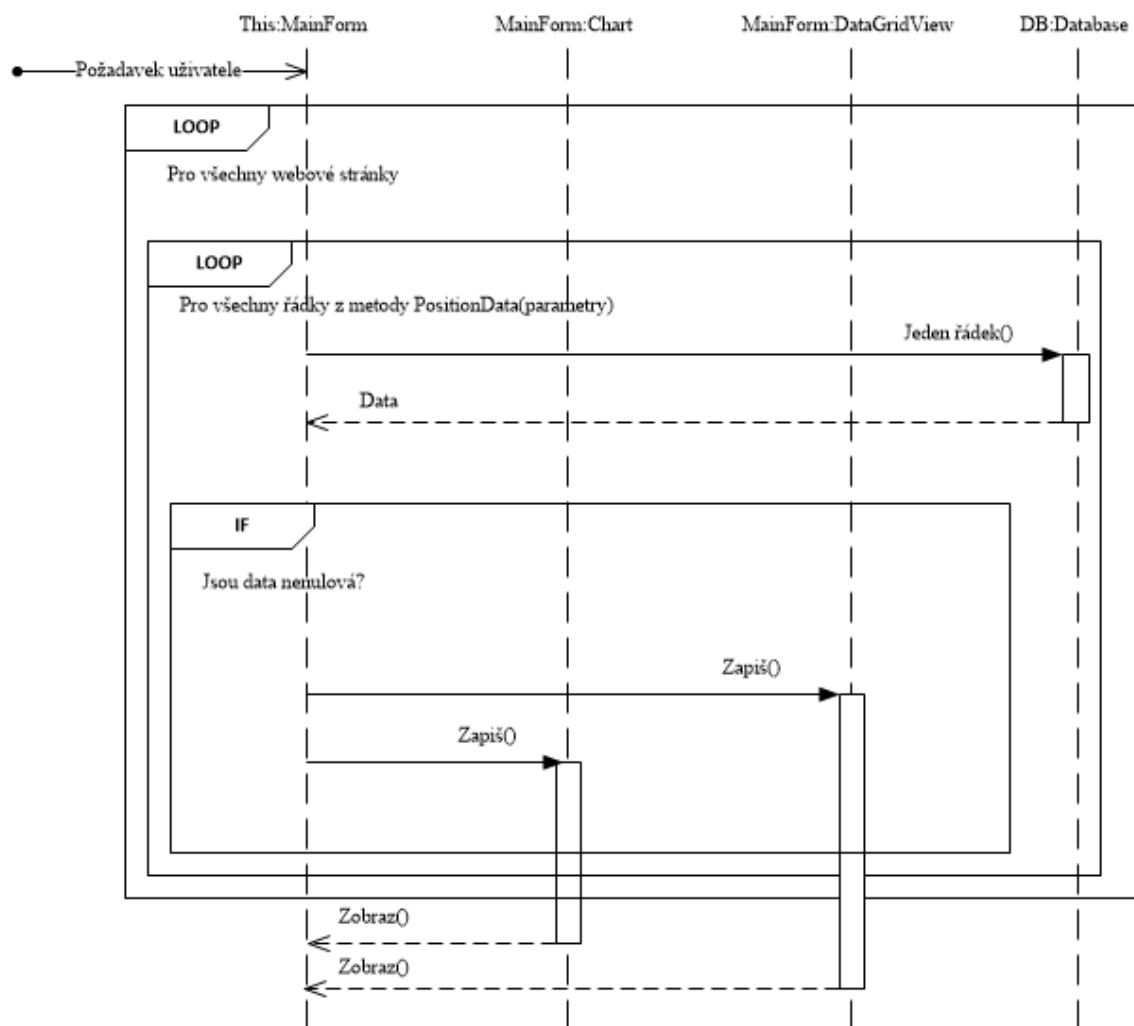 This:MainForm
MainForm:Chart
MainForm:DataGridView
DB:Database
Požadavek uživatele
LOOP
Pro všechny webové stránky
LOOP
Pro všechny řádky z metody PositionData(parametry)
Jeden řádek()
Data
IF
Jsou data nenulová?
Zapiš()
Zapiš()
Zobraz()
Zobraz()